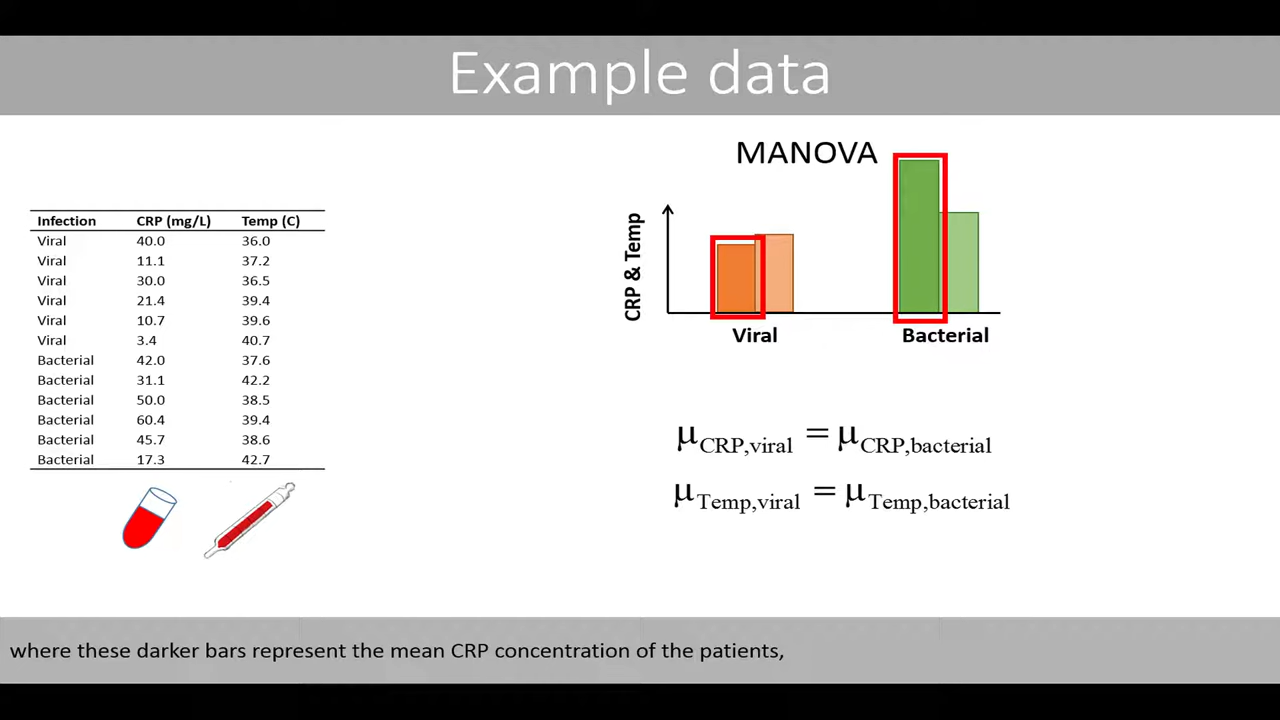 Example data
Infection CRP (mg/L) Temp (C)
Viral 40.0 36.0
Viral 11.1 37.2
Viral 30.0 36.5
Viral 21.4 39.4
Viral 10.7 39.6
Viral 3.4 40.7
Bacterial 42.0 37.6
Bacterial 31.1 42.2
Bacterial 50.0 38.5
Bacterial 60.4 39.4
Bacterial 45.7 38.6
Bacterial 17.3 42.7
MANOVA
CRP & Temp
Viral Bacterial
μCRP,viral = μCRP,bacterial
μTemp,viral = μTemp,bacterial
where these darker bars represent the mean CRP concentration of the patients,